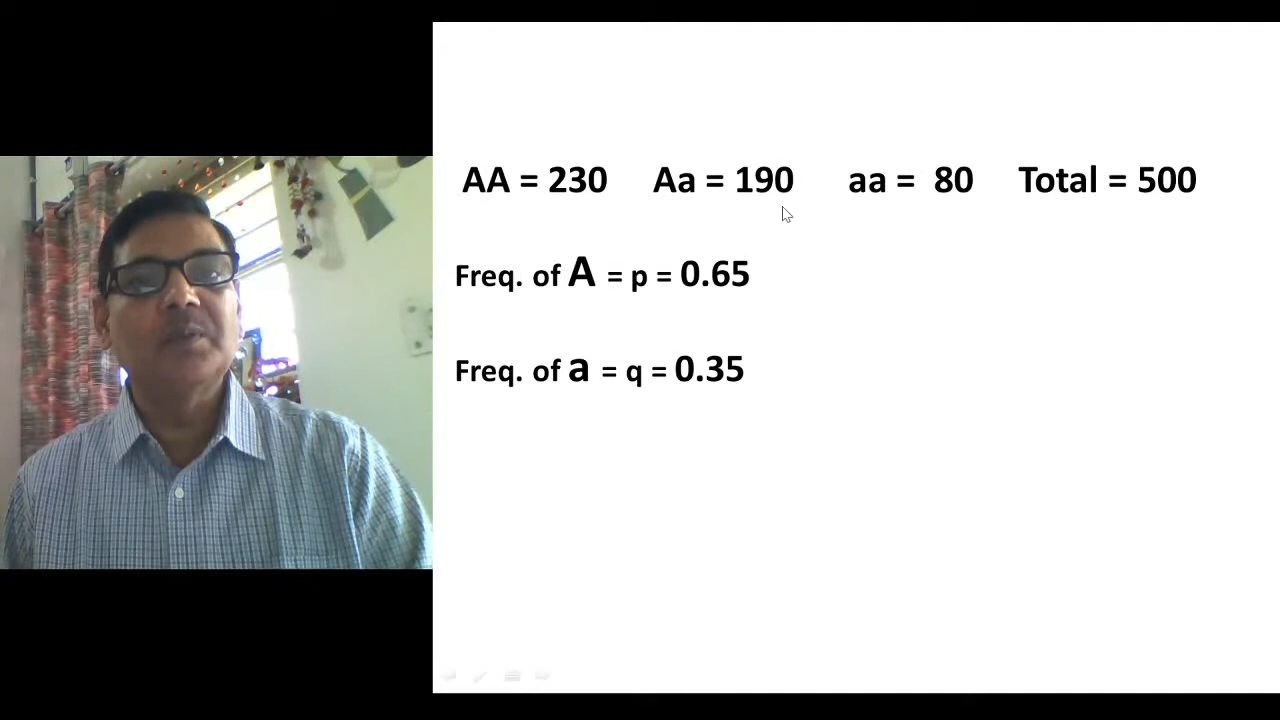 AA = 230 Aa = 190 aa = 80 Total = 500
Freq. of A = p = 0.65
Freq. of a = q = 0.35